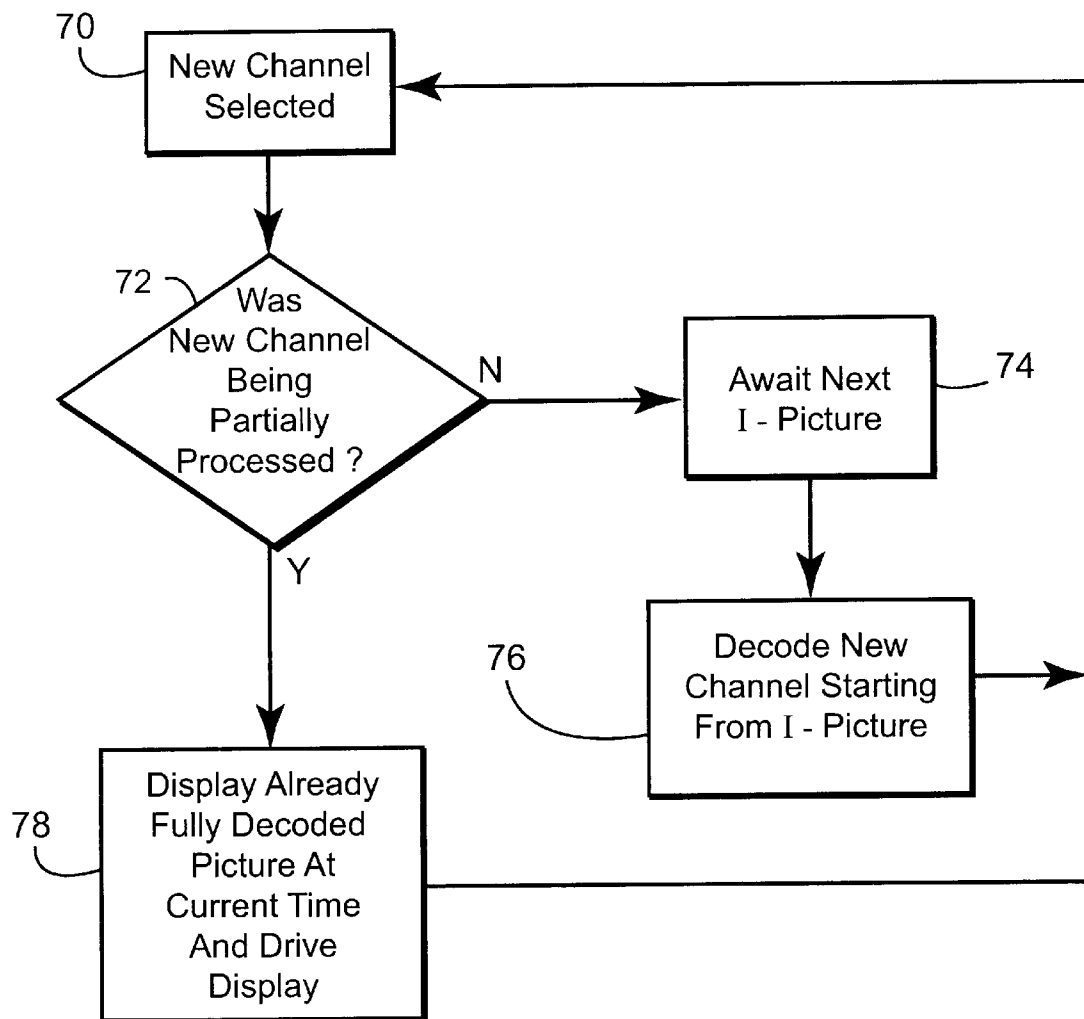 70
New Channel
Selected
72
Was
New Channel
Being
Partially
Processed ?
N
Y
Await Next
I - Picture
74
76
Decode New
Channel Starting
From I - Picture
78
Display Already
Fully Decoded
Picture At
Current Time
And Drive
Display